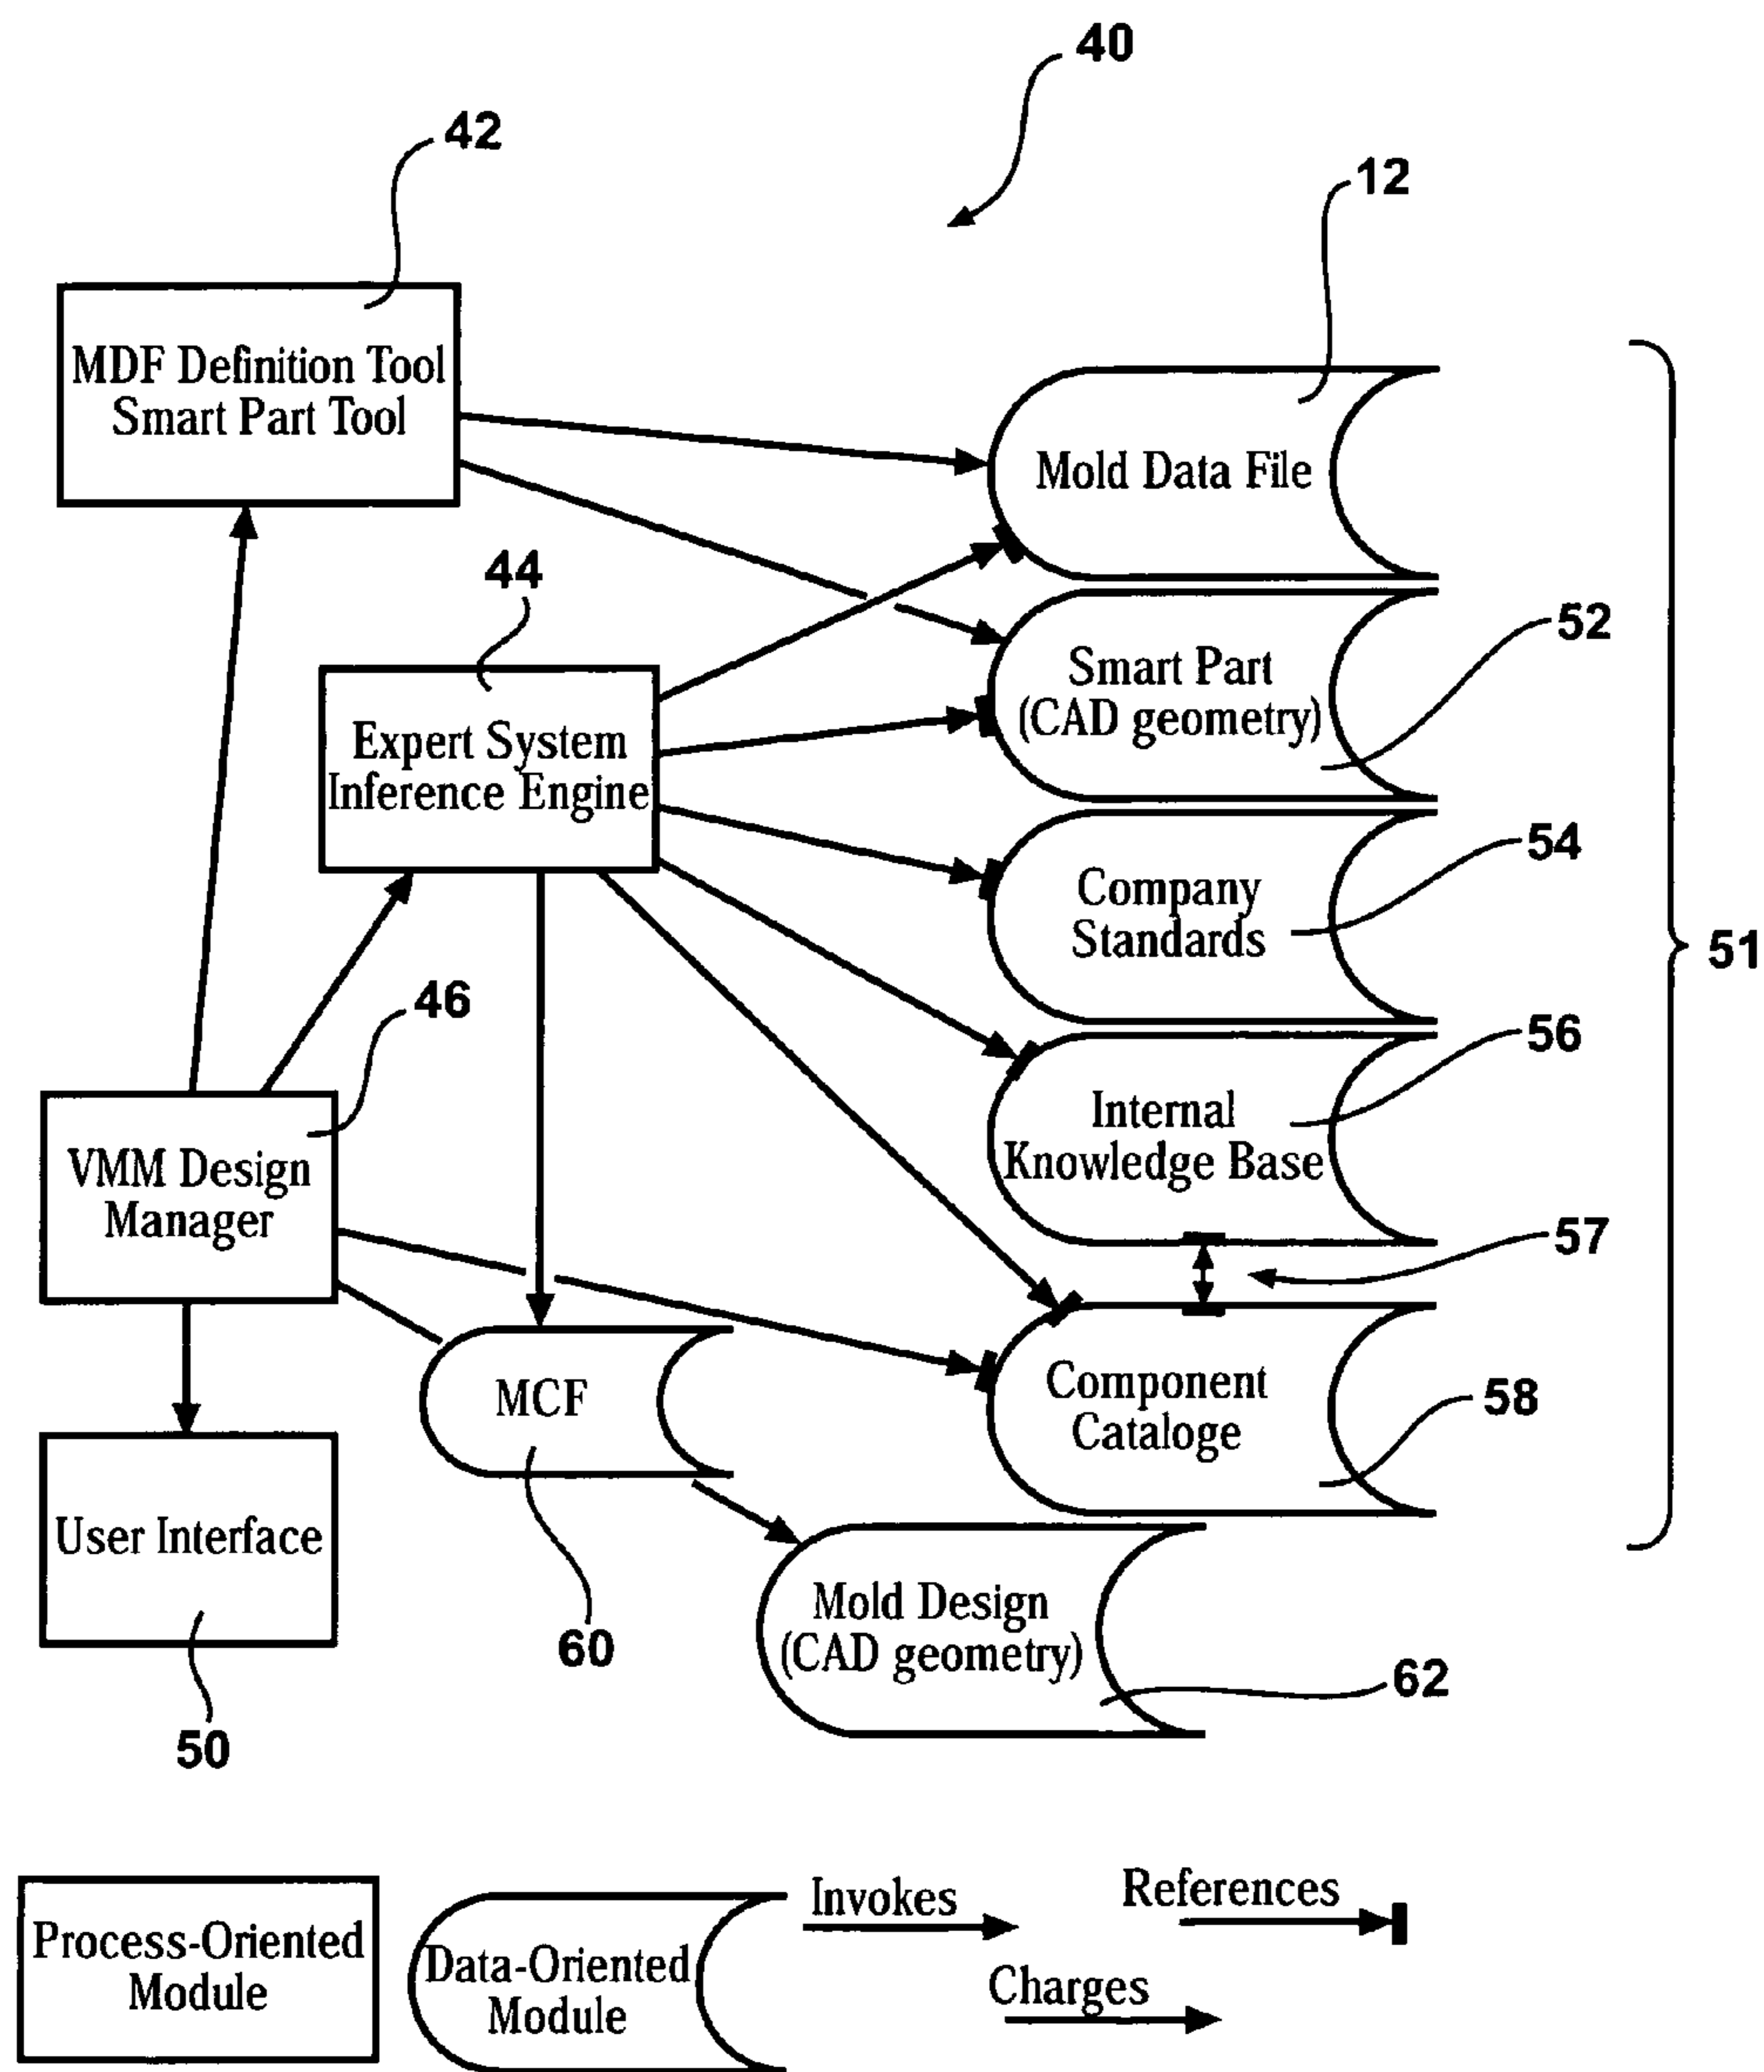 40
42
12
MDF Definition Tool
Smart Part Tool
Mold Data File
44
52
Smart Part
(CAD geometry)
Expert System
Inference Engine
54
Company
Standards
51
46
56
Internal
Knowledge Base
VMM Design
Manager
57
MCF
Component
Cataloge
58
User Interface
Mold Design
(CAD geometry)
60
62
50
Process-Oriented
Module
Data-Oriented
Module
Invokes
References
Charges